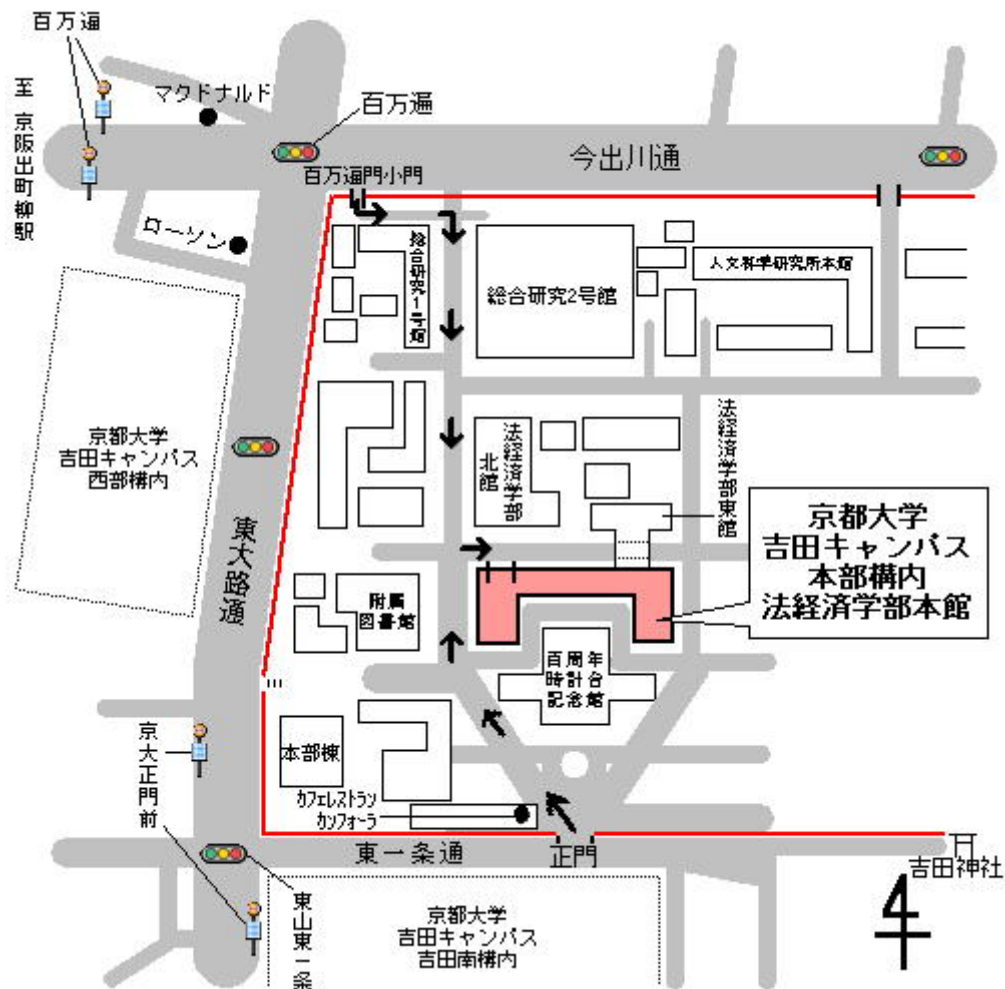 百万遍
マクドナルド
至 京阪出町柳駅
百万遍
今出川通
百万遍門小門
ローソン
総合研究1号館
総合研究2号館
人文科学研究所本館
京都大学
吉田キャンパス
西部構内
法経済学部
北館
法経済学部東館
東大路通
京都大学
吉田キャンパス
本部構内
法経済学部本館
附属
図書館
百周年
時計台
記念館
本部棟
京大正門前
カフェレストラン
カンフォーラ
東一条通
正門
吉田神社
東山東一条
京都大学
吉田キャンパス
吉田南構内